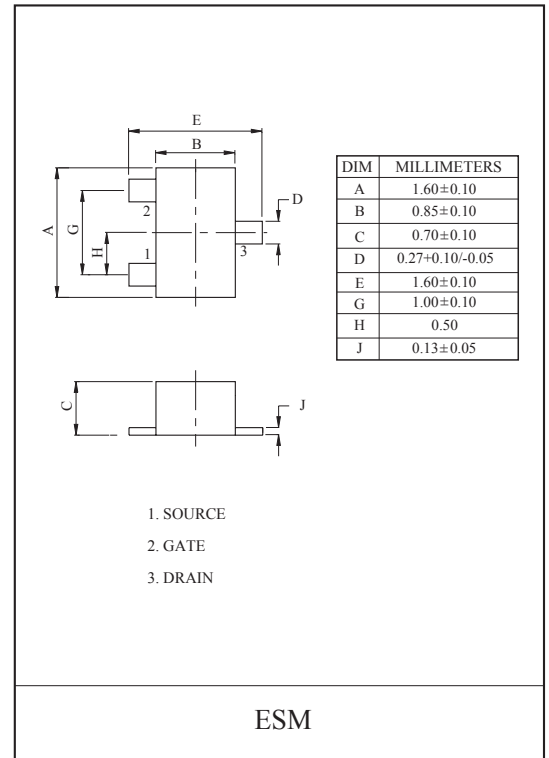 E
B
A
G
H
2
1
D
3
DIM MILLIMETERS
A 1.60±0.10
B 0.85±0.10
C 0.70±0.10
D 0.27+0.10/-0.05
E 1.60±0.10
G 1.00±0.10
H 0.50
J 0.13±0.05
C
J
1. SOURCE
2. GATE
3. DRAIN
ESM